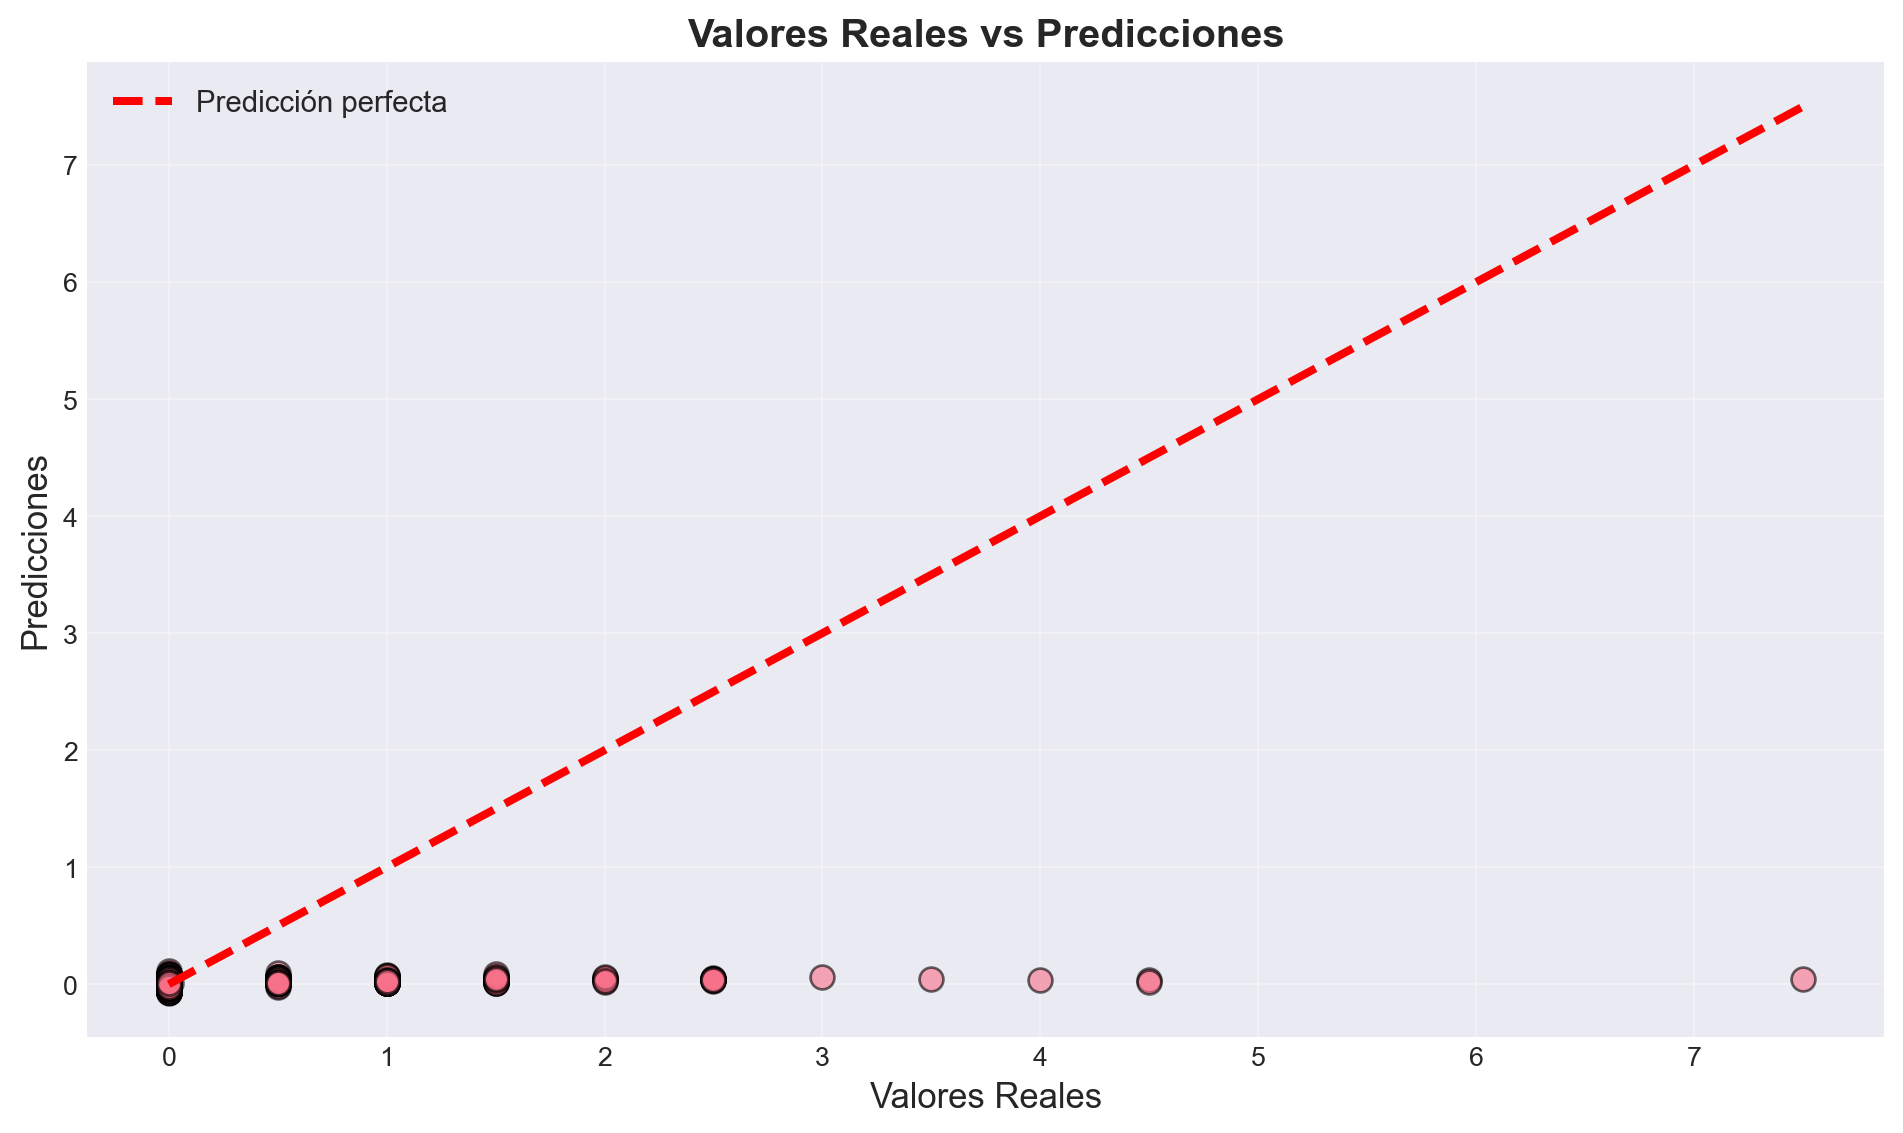 Valores Reales vs Predicciones
Predicción perfecta
Predicciones
7
6
5
4
3
2
1
0
0 1 2 3 4 5 6 7
Valores Reales